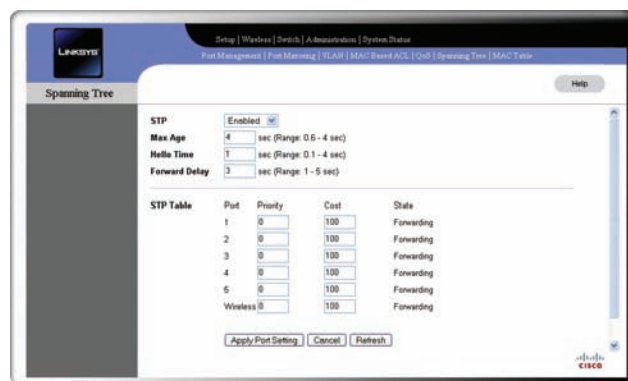 LINKSYS
Setup | Wireless | Switch | Administration | System Status
Port Management | Port Mirroring | VLAN | MAC Based ACL | QoS | Spanning Tree | MAC Table
Spanning Tree
Help
STP Enabled
Max Age 4 sec (Range: 0.6 - 4 sec)
Hello Time 1 sec (Range: 0.1 - 4 sec)
Forward Delay 3 sec (Range: 1 - 5 sec)
STP Table Port Priority Cost State
1 0 100 Forwarding
2 0 100 Forwarding
3 0 100 Forwarding
4 0 100 Forwarding
5 0 100 Forwarding
Wireless 0 100 Forwarding
Apply Port Setting Cancel Refresh
CISCO